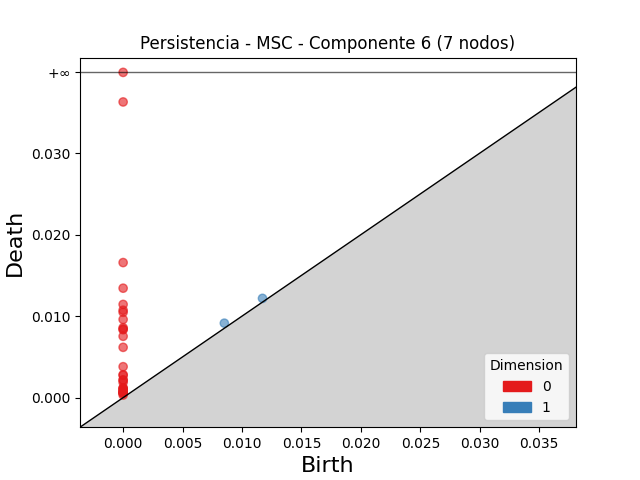 Persistencia - MSC - Componente 6 (7 nodos)
+∞
0.030
0.020
0.010
0.000
Death
0.000 0.005 0.010 0.015 0.020 0.025 0.030 0.035
Birth
Dimension
0
1